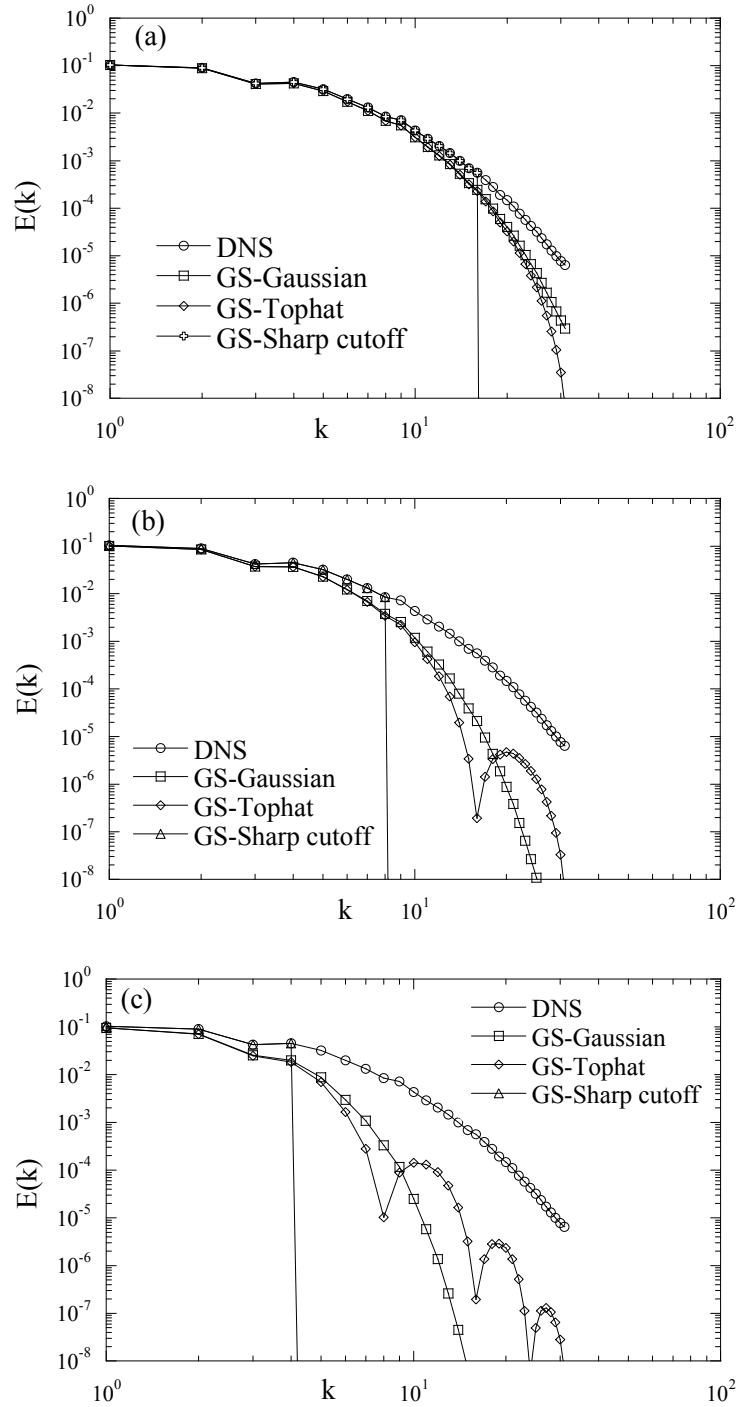 (a)
10^0
10^-1
10^-2
10^-3
10^-4
10^-5
10^-6
10^-7
10^-8
E(k)
DNS
GS-Gaussian
GS-Tophat
GS-Sharp cutoff
10^0
k
10^1
10^2
(b)
10^0
10^-1
10^-2
10^-3
10^-4
10^-5
10^-6
10^-7
10^-8
E(k)
DNS
GS-Gaussian
GS-Tophat
GS-Sharp cutoff
10^0
k
10^1
10^2
(c)
10^0
10^-1
10^-2
10^-3
10^-4
10^-5
10^-6
10^-7
10^-8
E(k)
DNS
GS-Gaussian
GS-Tophat
GS-Sharp cutoff
10^0
k
10^1
10^2